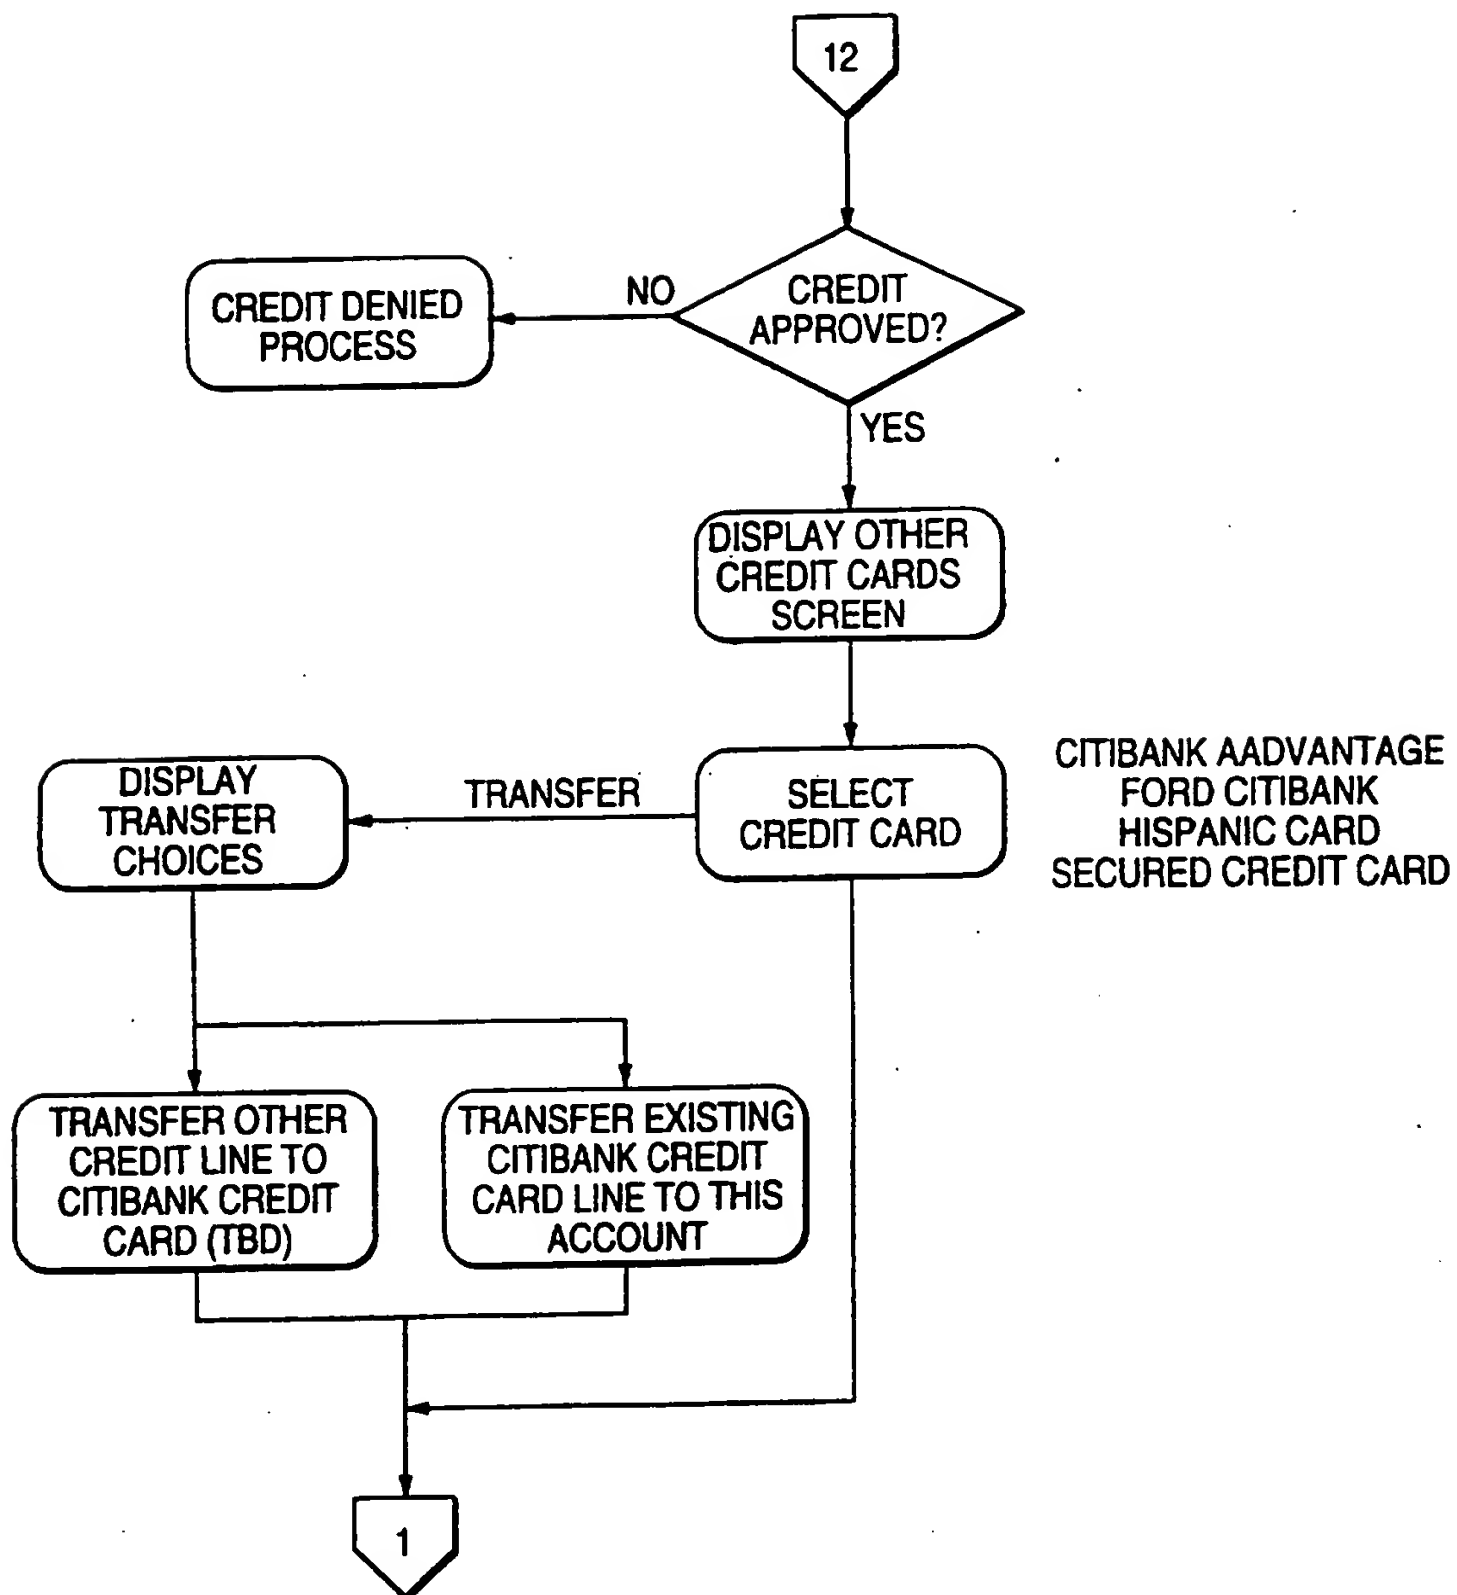 12
CREDIT
APPROVED?
NO
CREDIT DENIED
PROCESS
YES
DISPLAY OTHER
CREDIT CARDS
SCREEN
SELECT
CREDIT CARD
CITIBANK AADVANTAGE
FORD CITIBANK
HISPANIC CARD
SECURED CREDIT CARD
TRANSFER
DISPLAY
TRANSFER
CHOICES
TRANSFER OTHER
CREDIT LINE TO
CITIBANK CREDIT
CARD (TBD)
TRANSFER EXISTING
CITIBANK CREDIT
CARD LINE TO THIS
ACCOUNT
1